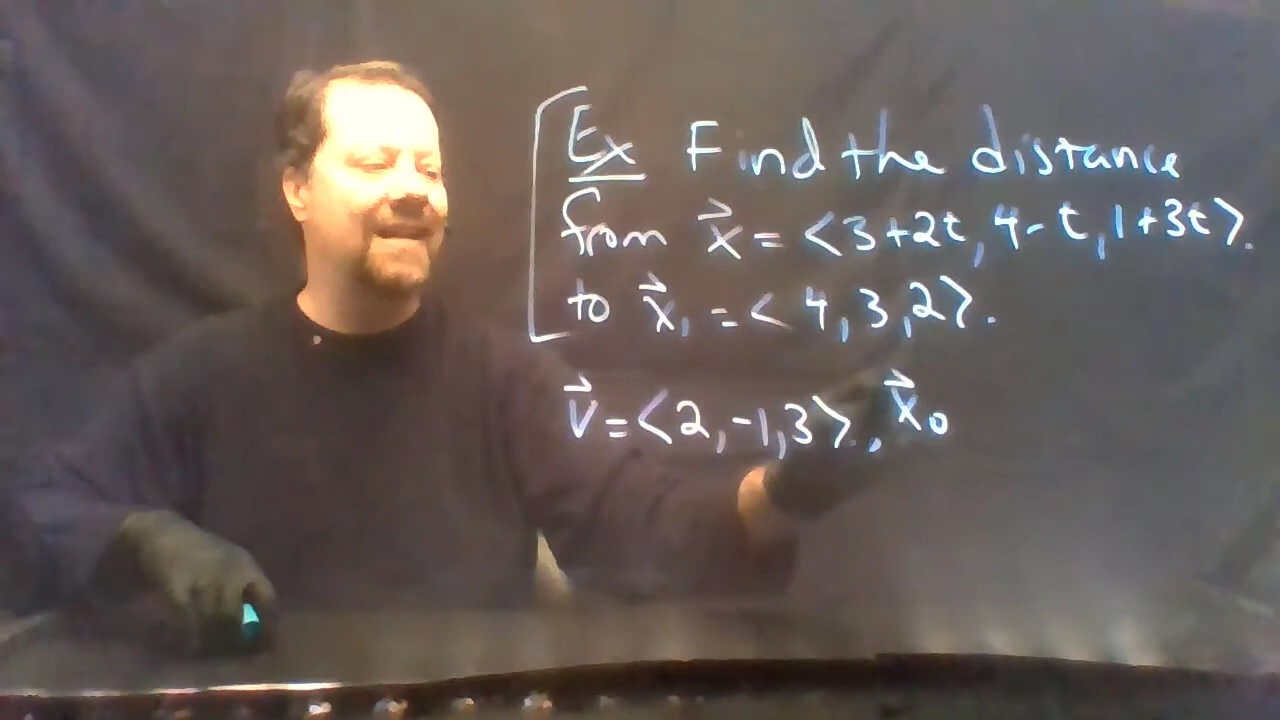 Ex Find the distance
from x⃗ = <3+2t, 4-t, 1+3t>.
to x⃗₁ = <4, 3, 2>.
v⃗ = <2, -1, 3>, x⃗₀